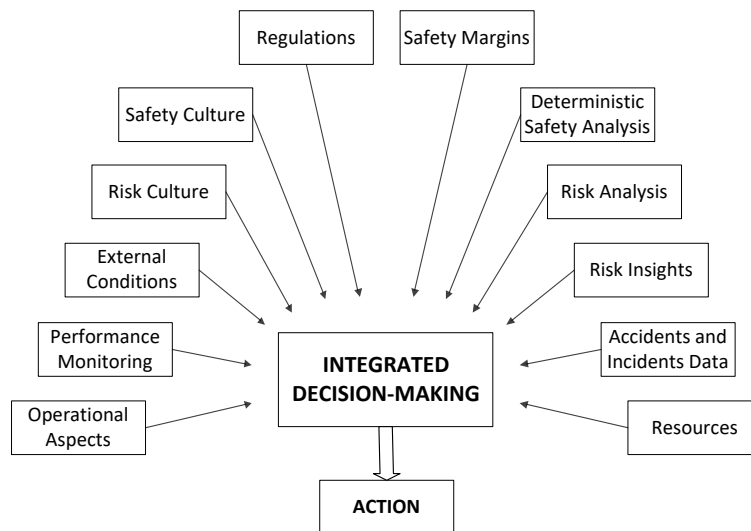 Regulations
Safety Margins
Safety Culture
Deterministic
Safety Analysis
Risk Culture
Risk Analysis
External
Conditions
Risk Insights
Performance
Monitoring
INTEGRATED
DECISION-MAKING
Accidents and
Incidents Data
Operational
Aspects
Resources
ACTION